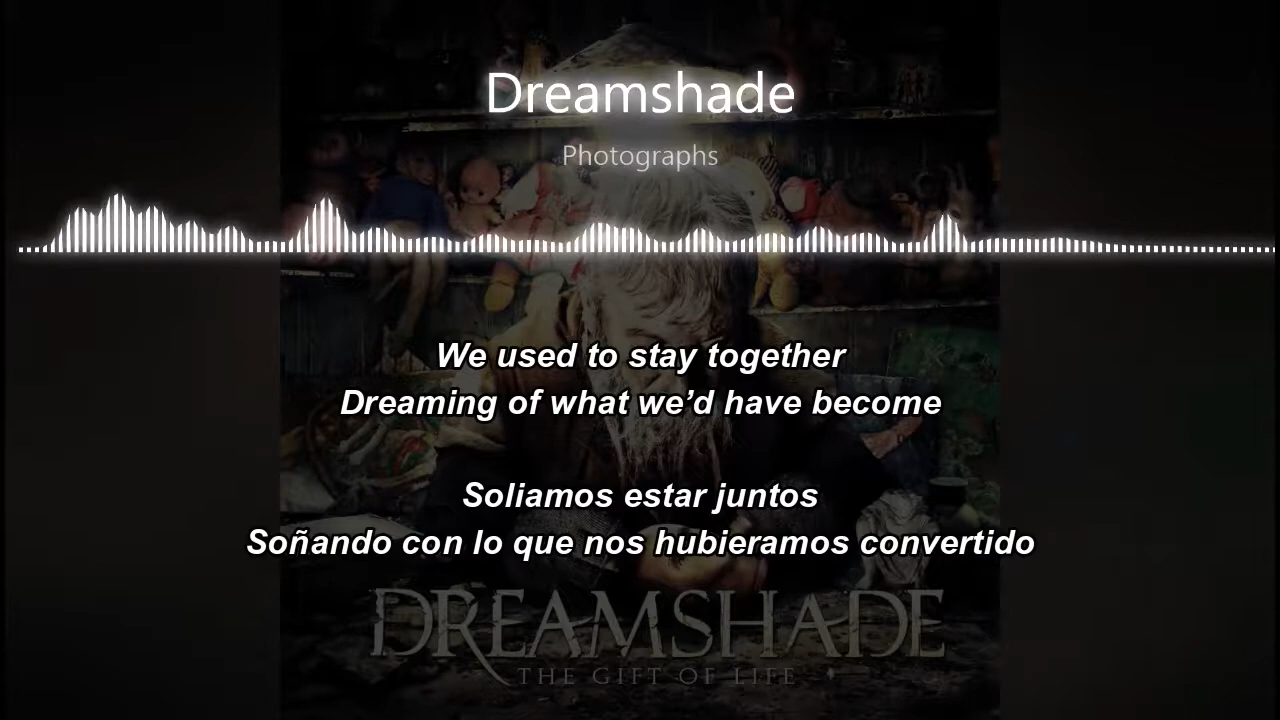 Dreamshade
Photographs
We used to stay together
Dreaming of what we’d have become
Soliamos estar juntos
Soñando con lo que nos hubieramos convertido
DREAMSHADE
THE GIFT OF LIFE